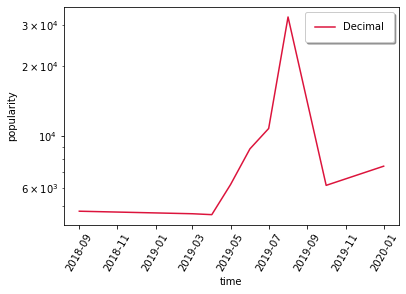 Decimal
3 × 10⁴
2 × 10⁴
10⁴
6 × 10³
popularity
2018-09
2018-11
2019-01
2019-03
2019-05
2019-07
2019-09
2019-11
2020-01
time